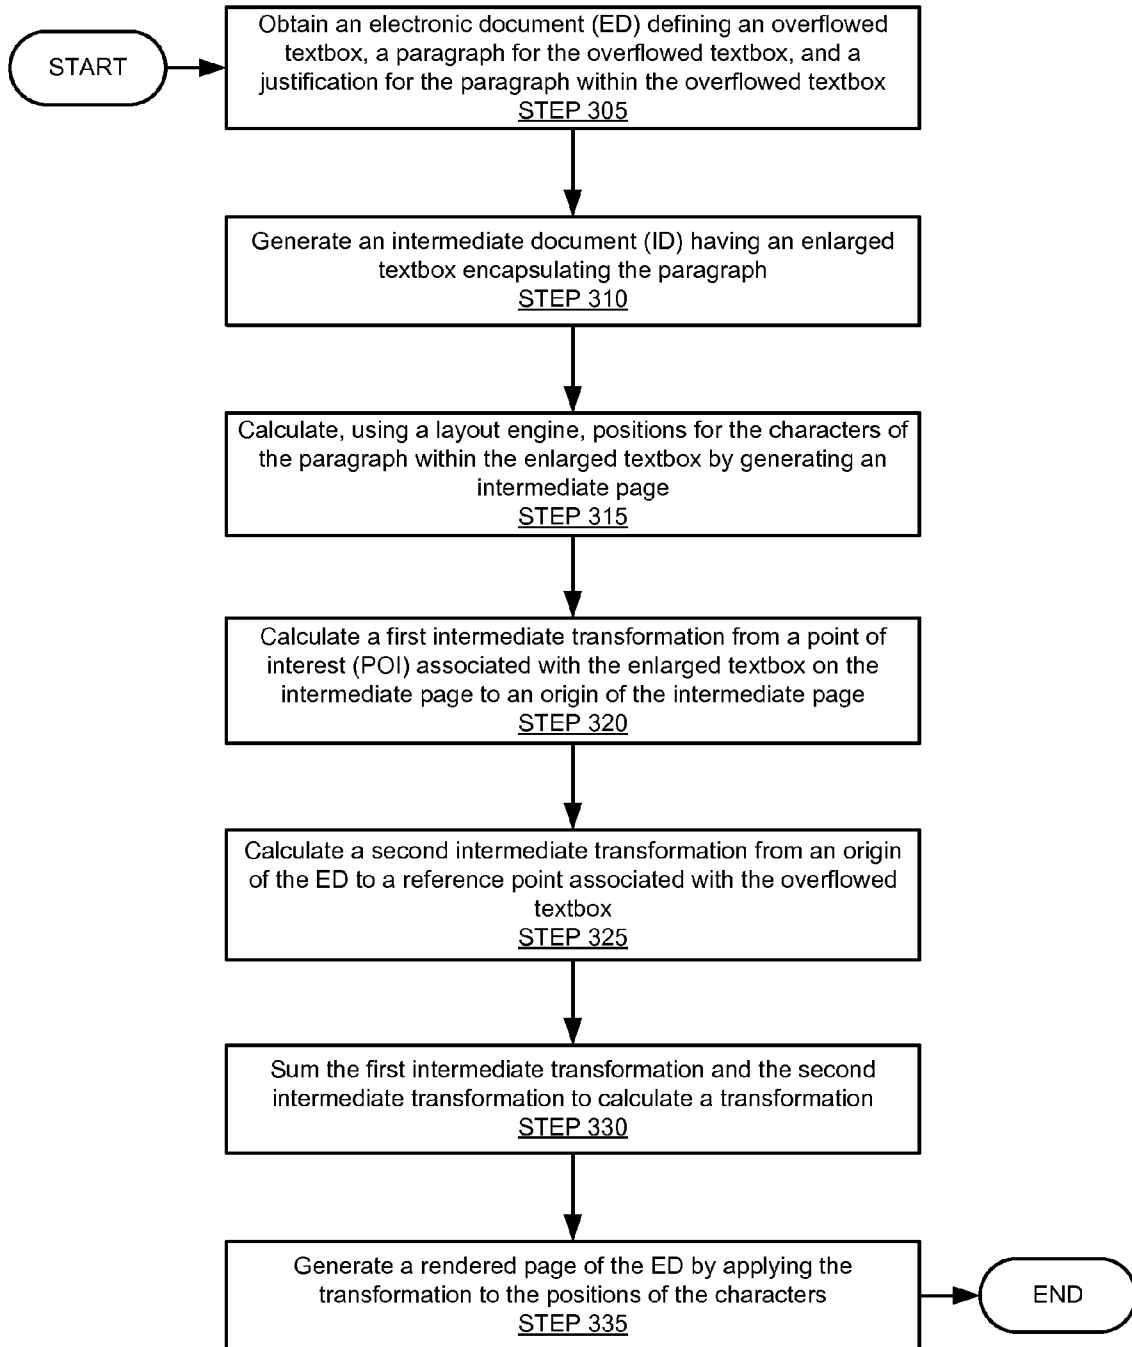 START
Obtain an electronic document (ED) defining an overflowed
textbox, a paragraph for the overflowed textbox, and a
justification for the paragraph within the overflowed textbox
STEP 305
Generate an intermediate document (ID) having an enlarged
textbox encapsulating the paragraph
STEP 310
Calculate, using a layout engine, positions for the characters of
the paragraph within the enlarged textbox by generating an
intermediate page
STEP 315
Calculate a first intermediate transformation from a point of
interest (POI) associated with the enlarged textbox on the
intermediate page to an origin of the intermediate page
STEP 320
Calculate a second intermediate transformation from an origin
of the ED to a reference point associated with the overflowed
textbox
STEP 325
Sum the first intermediate transformation and the second
intermediate transformation to calculate a transformation
STEP 330
Generate a rendered page of the ED by applying the
transformation to the positions of the characters
STEP 335
END